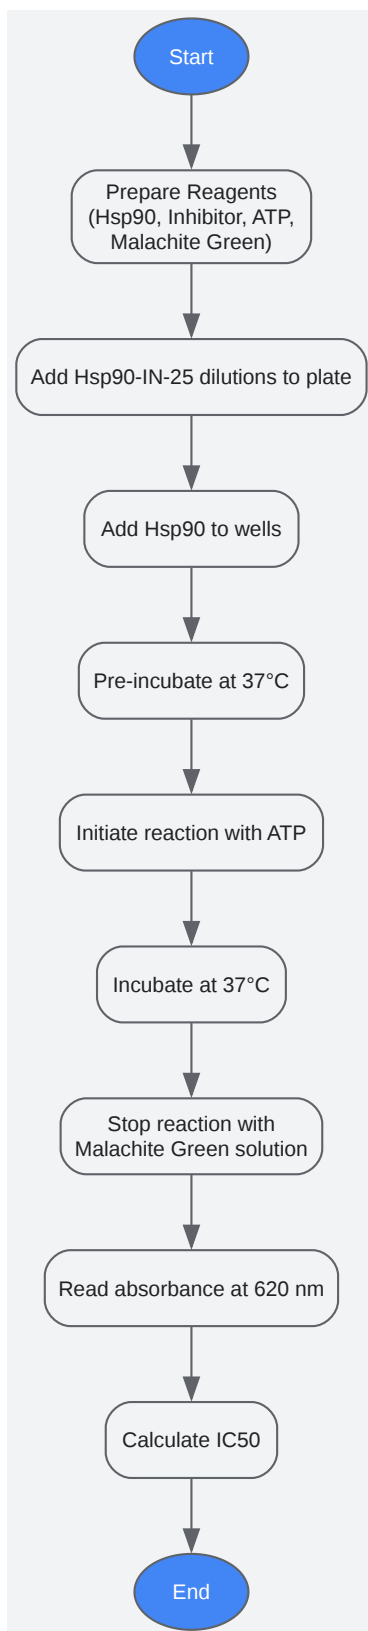 Start
Prepare Reagents
(Hsp90, Inhibitor, ATP,
Malachite Green)
Add Hsp90-IN-25 dilutions to plate
Add Hsp90 to wells
Pre-incubate at 37°C
Initiate reaction with ATP
Incubate at 37°C
Stop reaction with
Malachite Green solution
Read absorbance at 620 nm
Calculate IC50
End